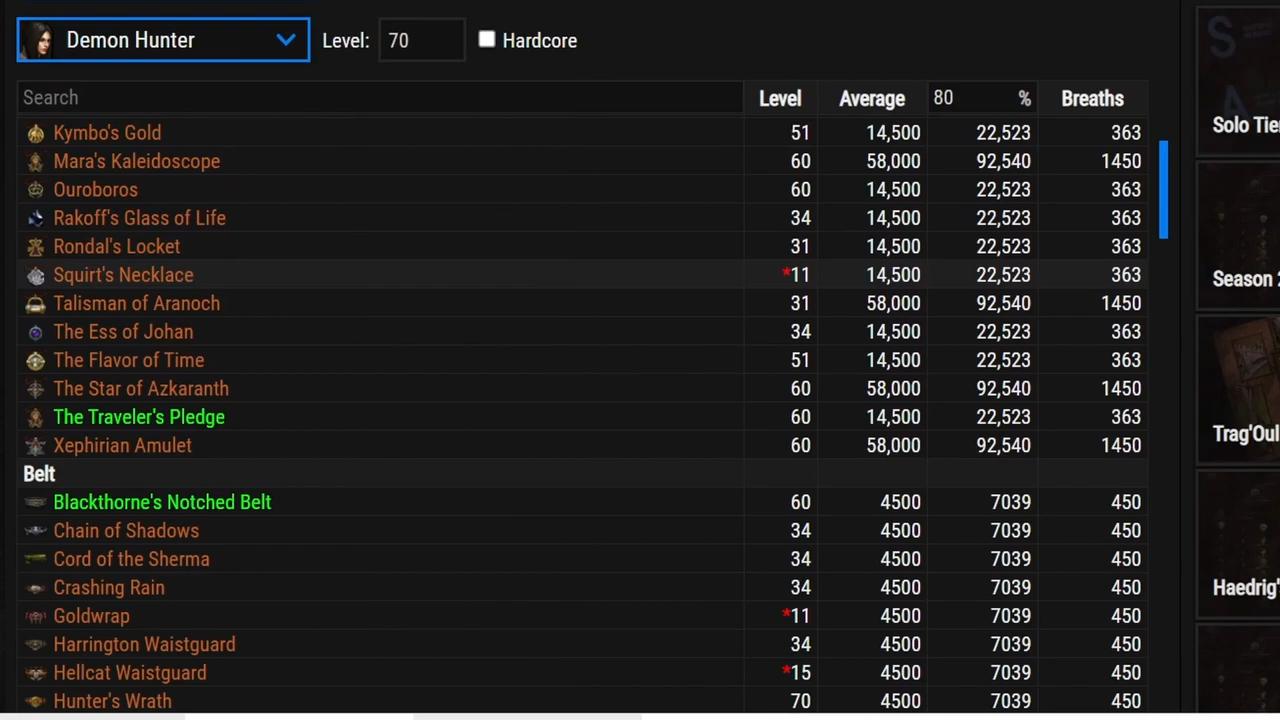 Demon Hunter Level: 70 Hardcore
Search Level Average 80 % Breaths
Kymbo's Gold 51 14,500 22,523 363
Mara's Kaleidoscope 60 58,000 92,540 1450
Ouroboros 60 14,500 22,523 363
Rakoff's Glass of Life 34 14,500 22,523 363
Rondal's Locket 31 14,500 22,523 363
Squirt's Necklace *11 14,500 22,523 363
Talisman of Aranoch 31 58,000 92,540 1450
The Ess of Johan 34 14,500 22,523 363
The Flavor of Time 51 14,500 22,523 363
The Star of Azkaranth 60 58,000 92,540 1450
The Traveler's Pledge 60 14,500 22,523 363
Xephirian Amulet 60 58,000 92,540 1450
Belt
Blackthorne's Notched Belt 60 4500 7039 450
Chain of Shadows 34 4500 7039 450
Cord of the Sherma 34 4500 7039 450
Crashing Rain 34 4500 7039 450
Goldwrap *11 4500 7039 450
Harrington Waistguard 34 4500 7039 450
Hellcat Waistguard *15 4500 7039 450
Hunter's Wrath 70 4500 7039 450
S
A
Solo Tie
Season
Trag'Oul
Haedrig'